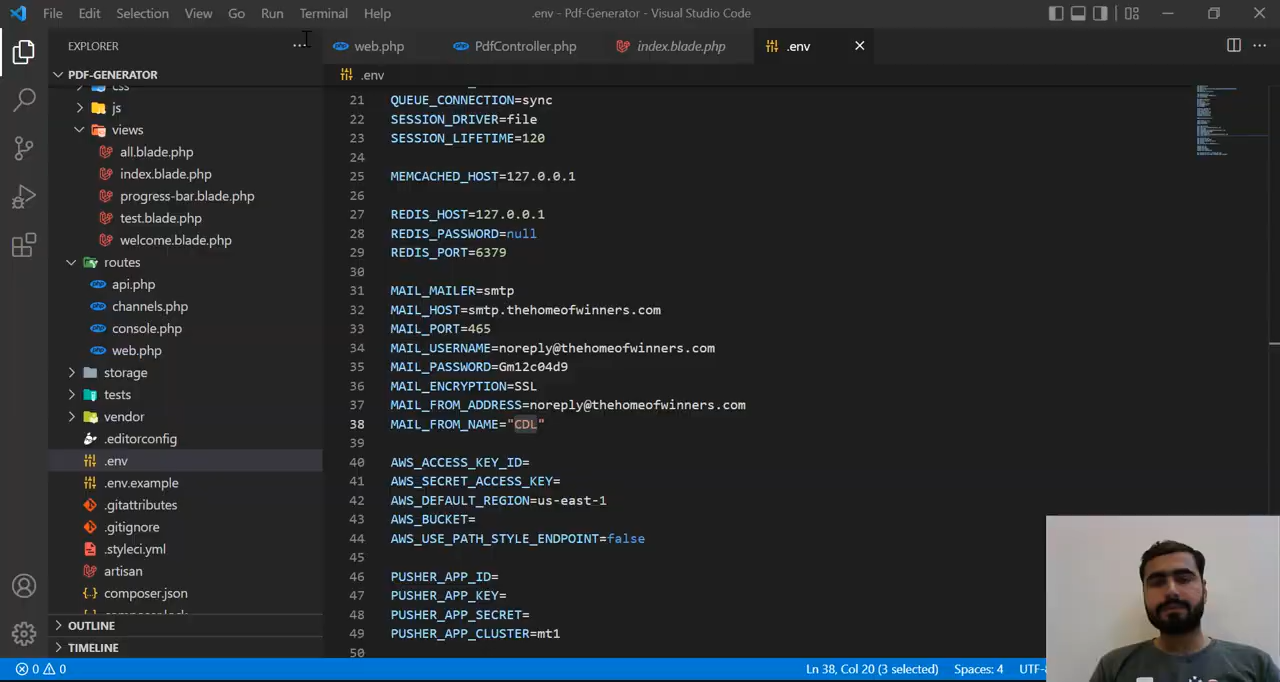 File Edit Selection View Go Run Terminal Help .env - Pdf-Generator - Visual Studio Code
EXPLORER
web.php PdfController.php index.blade.php .env
PDF-GENERATOR
.env
css
js
views
all.blade.php
index.blade.php
progress-bar.blade.php
test.blade.php
welcome.blade.php
routes
api.php
channels.php
console.php
web.php
storage
tests
vendor
.editorconfig
.env
.env.example
.gitattributes
.gitignore
.styleci.yml
artisan
composer.json
composer.lock
OUTLINE
TIMELINE
21 QUEUE_CONNECTION=sync
22 SESSION_DRIVER=file
23 SESSION_LIFETIME=120
24
25 MEMCACHED_HOST=127.0.0.1
26
27 REDIS_HOST=127.0.0.1
28 REDIS_PASSWORD=null
29 REDIS_PORT=6379
30
31 MAIL_MAILER=smtp
32 MAIL_HOST=smtp.thehomeofwinners.com
33 MAIL_PORT=465
34 MAIL_USERNAME=noreply@thehomeofwinners.com
35 MAIL_PASSWORD=Gm12c04d9
36 MAIL_ENCRYPTION=SSL
37 MAIL_FROM_ADDRESS=noreply@thehomeofwinners.com
38 MAIL_FROM_NAME="CDL"
39
40 AWS_ACCESS_KEY_ID=
41 AWS_SECRET_ACCESS_KEY=
42 AWS_DEFAULT_REGION=us-east-1
43 AWS_BUCKET=
44 AWS_USE_PATH_STYLE_ENDPOINT=false
45
46 PUSHER_APP_ID=
47 PUSHER_APP_KEY=
48 PUSHER_APP_SECRET=
49 PUSHER_APP_CLUSTER=mt1
50
0 0 Ln 38, Col 20 (3 selected) Spaces: 4 UTF-8